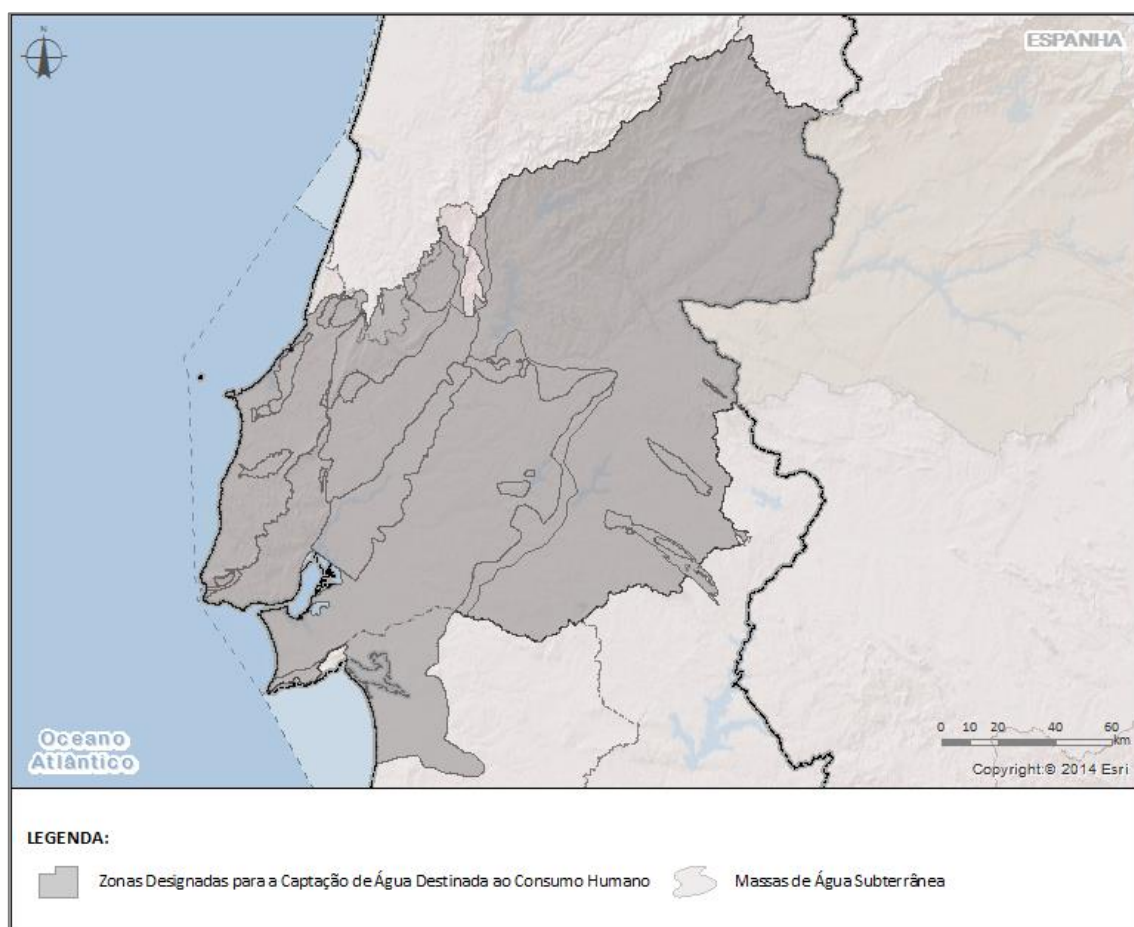 N
ESPANHA
Oceano
Atlântico
0 10 20 40 60
km
Copyright:© 2014 Esri
LEGENDA:
Zonas Designadas para a Captação de Água Destinada ao Consumo Humano
Massas de Água Subterrânea